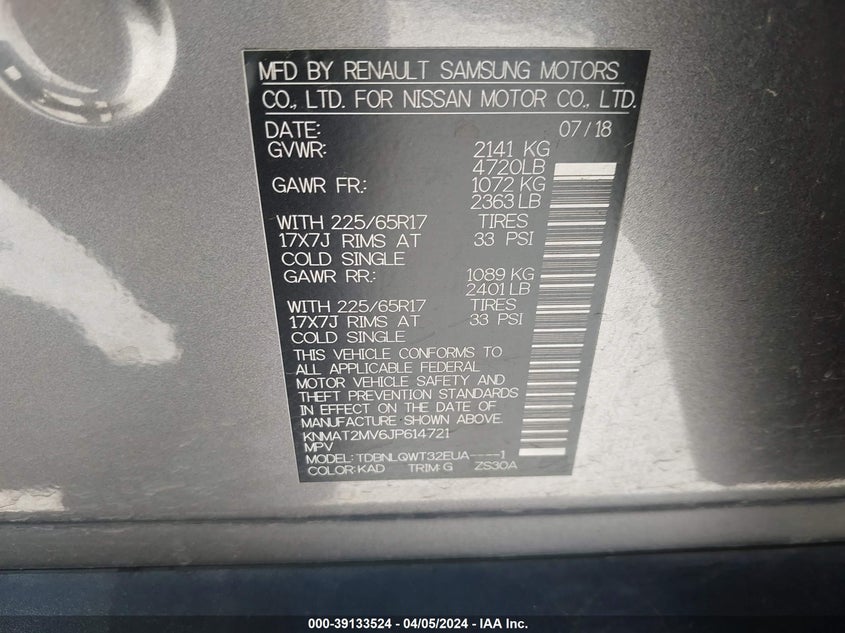 MFD BY RENAULT SAMSUNG MOTORS
CO., LTD. FOR NISSAN MOTOR CO., LTD.
DATE: 07/18
GVWR: 2141 KG
4720LB
GAWR FR.: 1072 KG
2363 LB
WITH 225/65R17 TIRES
17X7J RIMS AT 33 PSI
COLD SINGLE
GAWR RR.: 1089 KG
2401 LB
WITH 225/65R17 TIRES
17X7J RIMS AT 33 PSI
COLD SINGLE
THIS VEHICLE CONFORMS TO
ALL APPLICABLE FEDERAL
MOTOR VEHICLE SAFETY AND
THEFT PREVENTION STANDARDS
IN EFFECT ON THE DATE OF
MANUFACTURE SHOWN ABOVE.
KNMAT2MV6JP614721
MPV
MODEL: TDBNLQWT32EUA----1
COLOR: KAD TRIM: G ZS30A
000-39133524 / 04/05/2024 - IAA Inc.